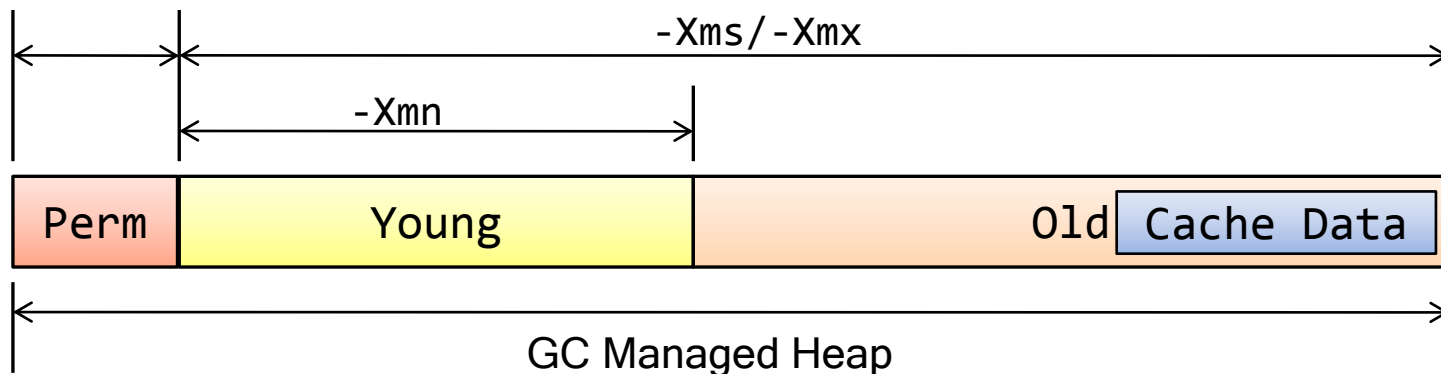 -Xms/-Xmx
-Xmn
Perm
Young
Old
Cache Data
GC Managed Heap